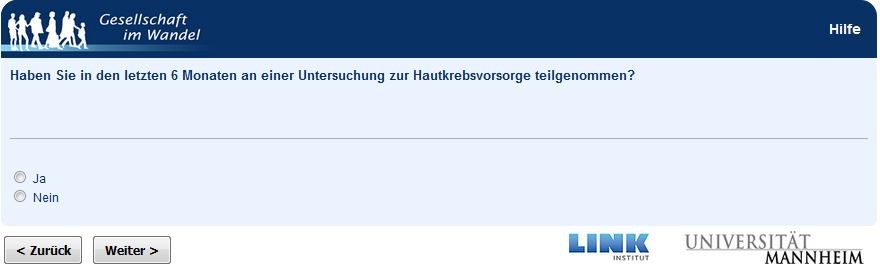 Gesellschaft
im Wandel
Hilfe
Haben Sie in den letzten 6 Monaten an einer Untersuchung zur Hautkrebsvorsorge teilgenommen?
Ja
Nein
< Zurück
Weiter >
LINK
INSTITUT
UNIVERSITÄT
MANNHEIM